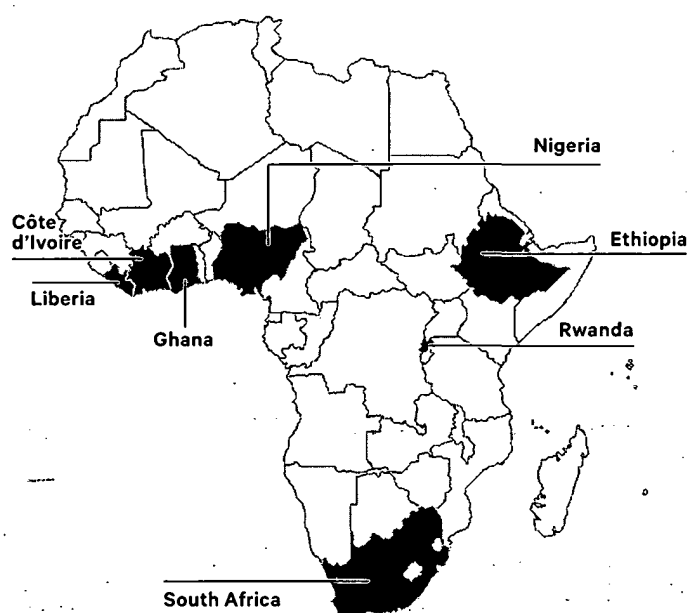 Nigeria
Côte
d'Ivoire
Ethiopia
Liberia
Ghana
Rwanda
South Africa